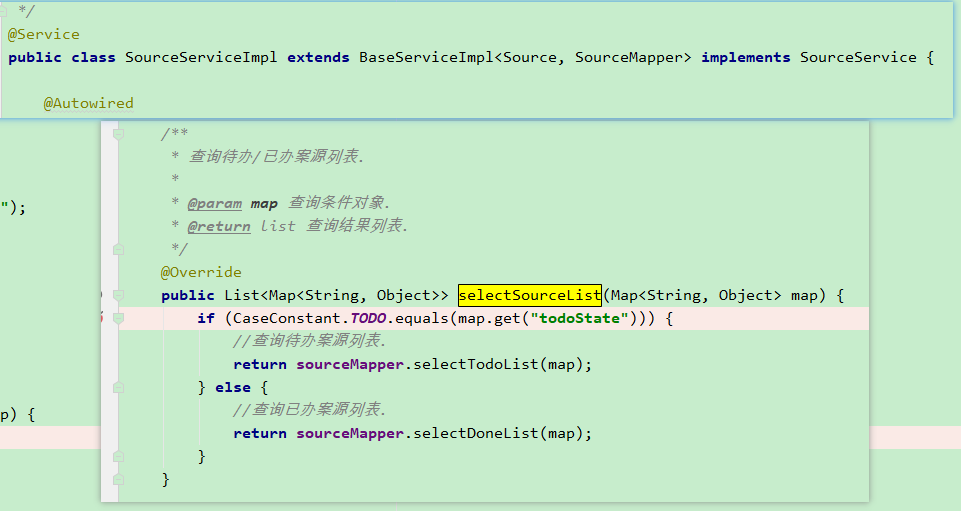 */
@Service
public class SourceServiceImpl extends BaseServiceImpl<Source, SourceMapper> implements SourceService {
@Autowired
/**
* 查询待办/已办案源列表.
*
");
* @param map 查询条件对象.
* @return list 查询结果列表.
*/
@Override
public List<Map<String, Object>> selectSourceList(Map<String, Object> map) {
if (CaseConstant.TODO.equals(map.get("todoState"))) {
//查询待办案源列表.
return sourceMapper.selectTodoList(map);
} else {
p) {
//查询已办案源列表.
return sourceMapper.selectDoneList(map);
}
}